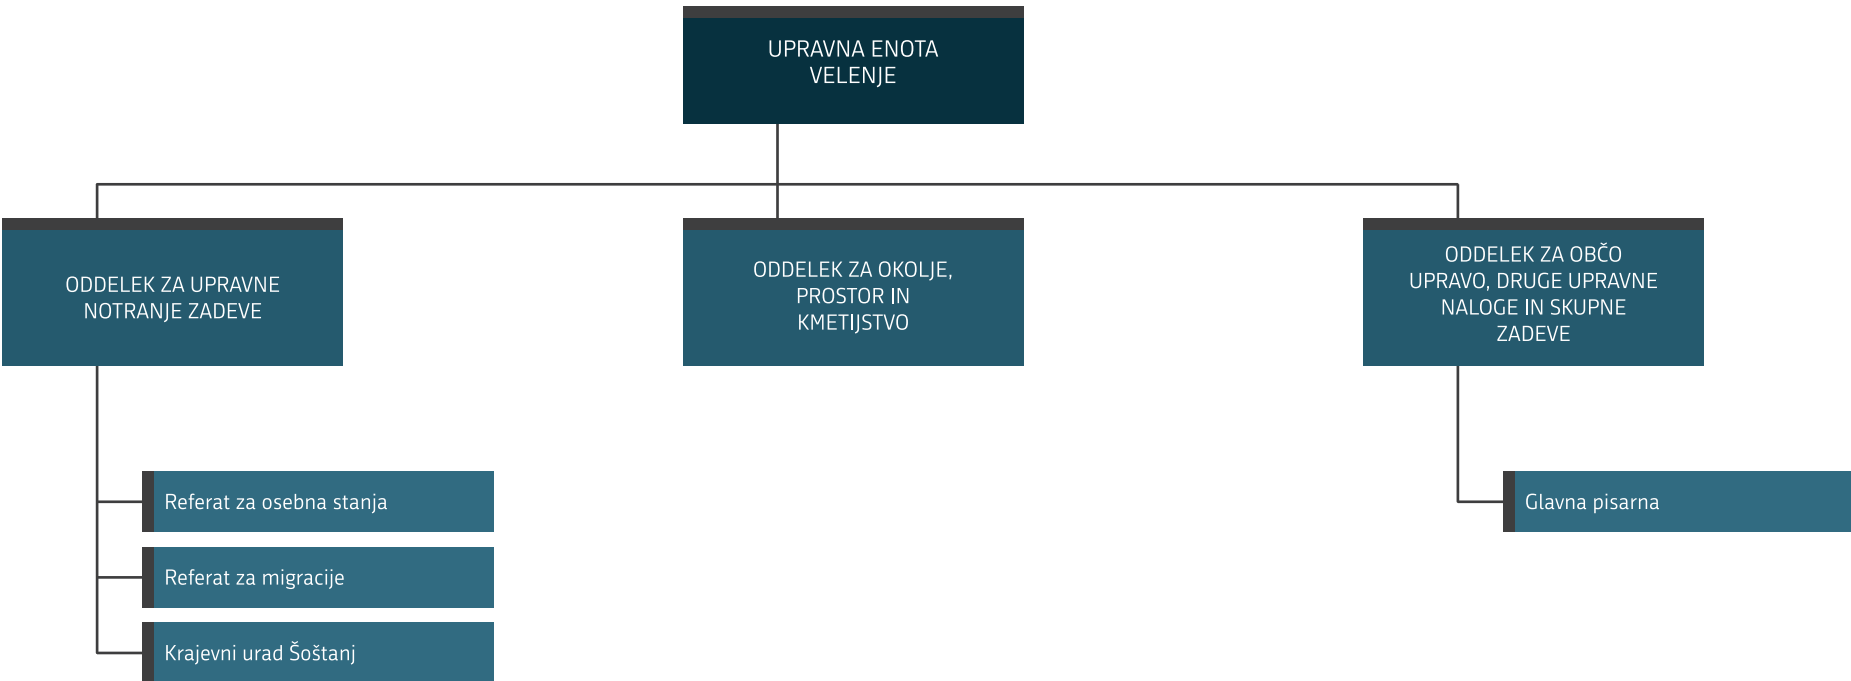 UPRAVNA ENOTA
VELENJE
ODDELEK ZA UPRAVNE
NOTRANJE ZADEVE
ODDELEK ZA OKOLJE,
PROSTOR IN
KMETIJSTVO
ODDELEK ZA OBČO
UPRAVO, DRUGE UPRAVNE
NALOGE IN SKUPNE
ZADEVE
Referat za osebna stanja
Referat za migracije
Krajevni urad Šoštanj
Glavna pisarna